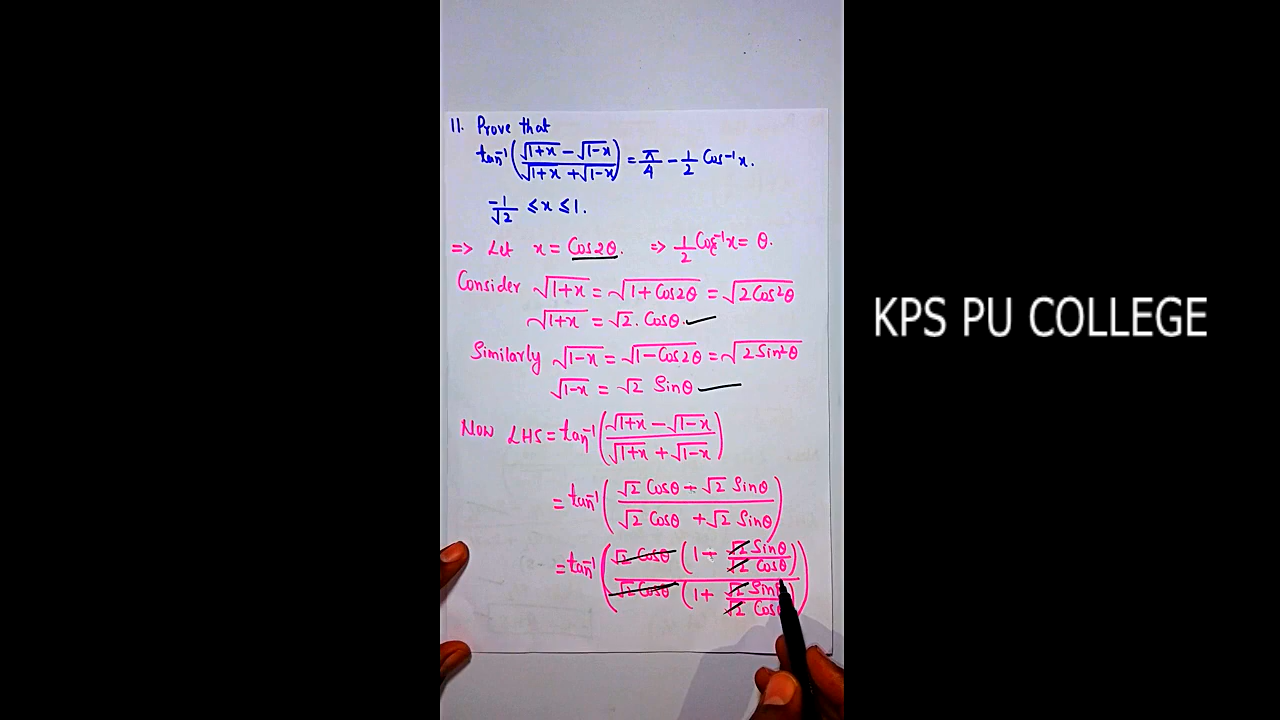 11. Prove that
tan⁻¹((√1+x − √1−x)/(√1+x + √1−x)) = π/4 − 1/2 Cos⁻¹x.
−1/√2 ≤ x ≤ 1.
=> Let x = Cos2θ. => 1/2 Cos⁻¹x = θ.
Consider √1+x = √1+Cos2θ = √2Cos²θ
√1+x = √2. Cosθ.
Similarly √1−x = √1−Cos2θ = √2Sin²θ
√1−x = √2 Sinθ
Now LHS = tan⁻¹((√1+x − √1−x)/(√1+x + √1−x))
= tan⁻¹((√2 Cosθ − √2 Sinθ)/(√2 Cosθ + √2 Sinθ))
= tan⁻¹((√2 Cosθ (1 − √2 Sinθ/√2 Cosθ))/(√2 Cosθ (1 + √2 Sinθ/√2 Cosθ)))
KPS PU COLLEGE